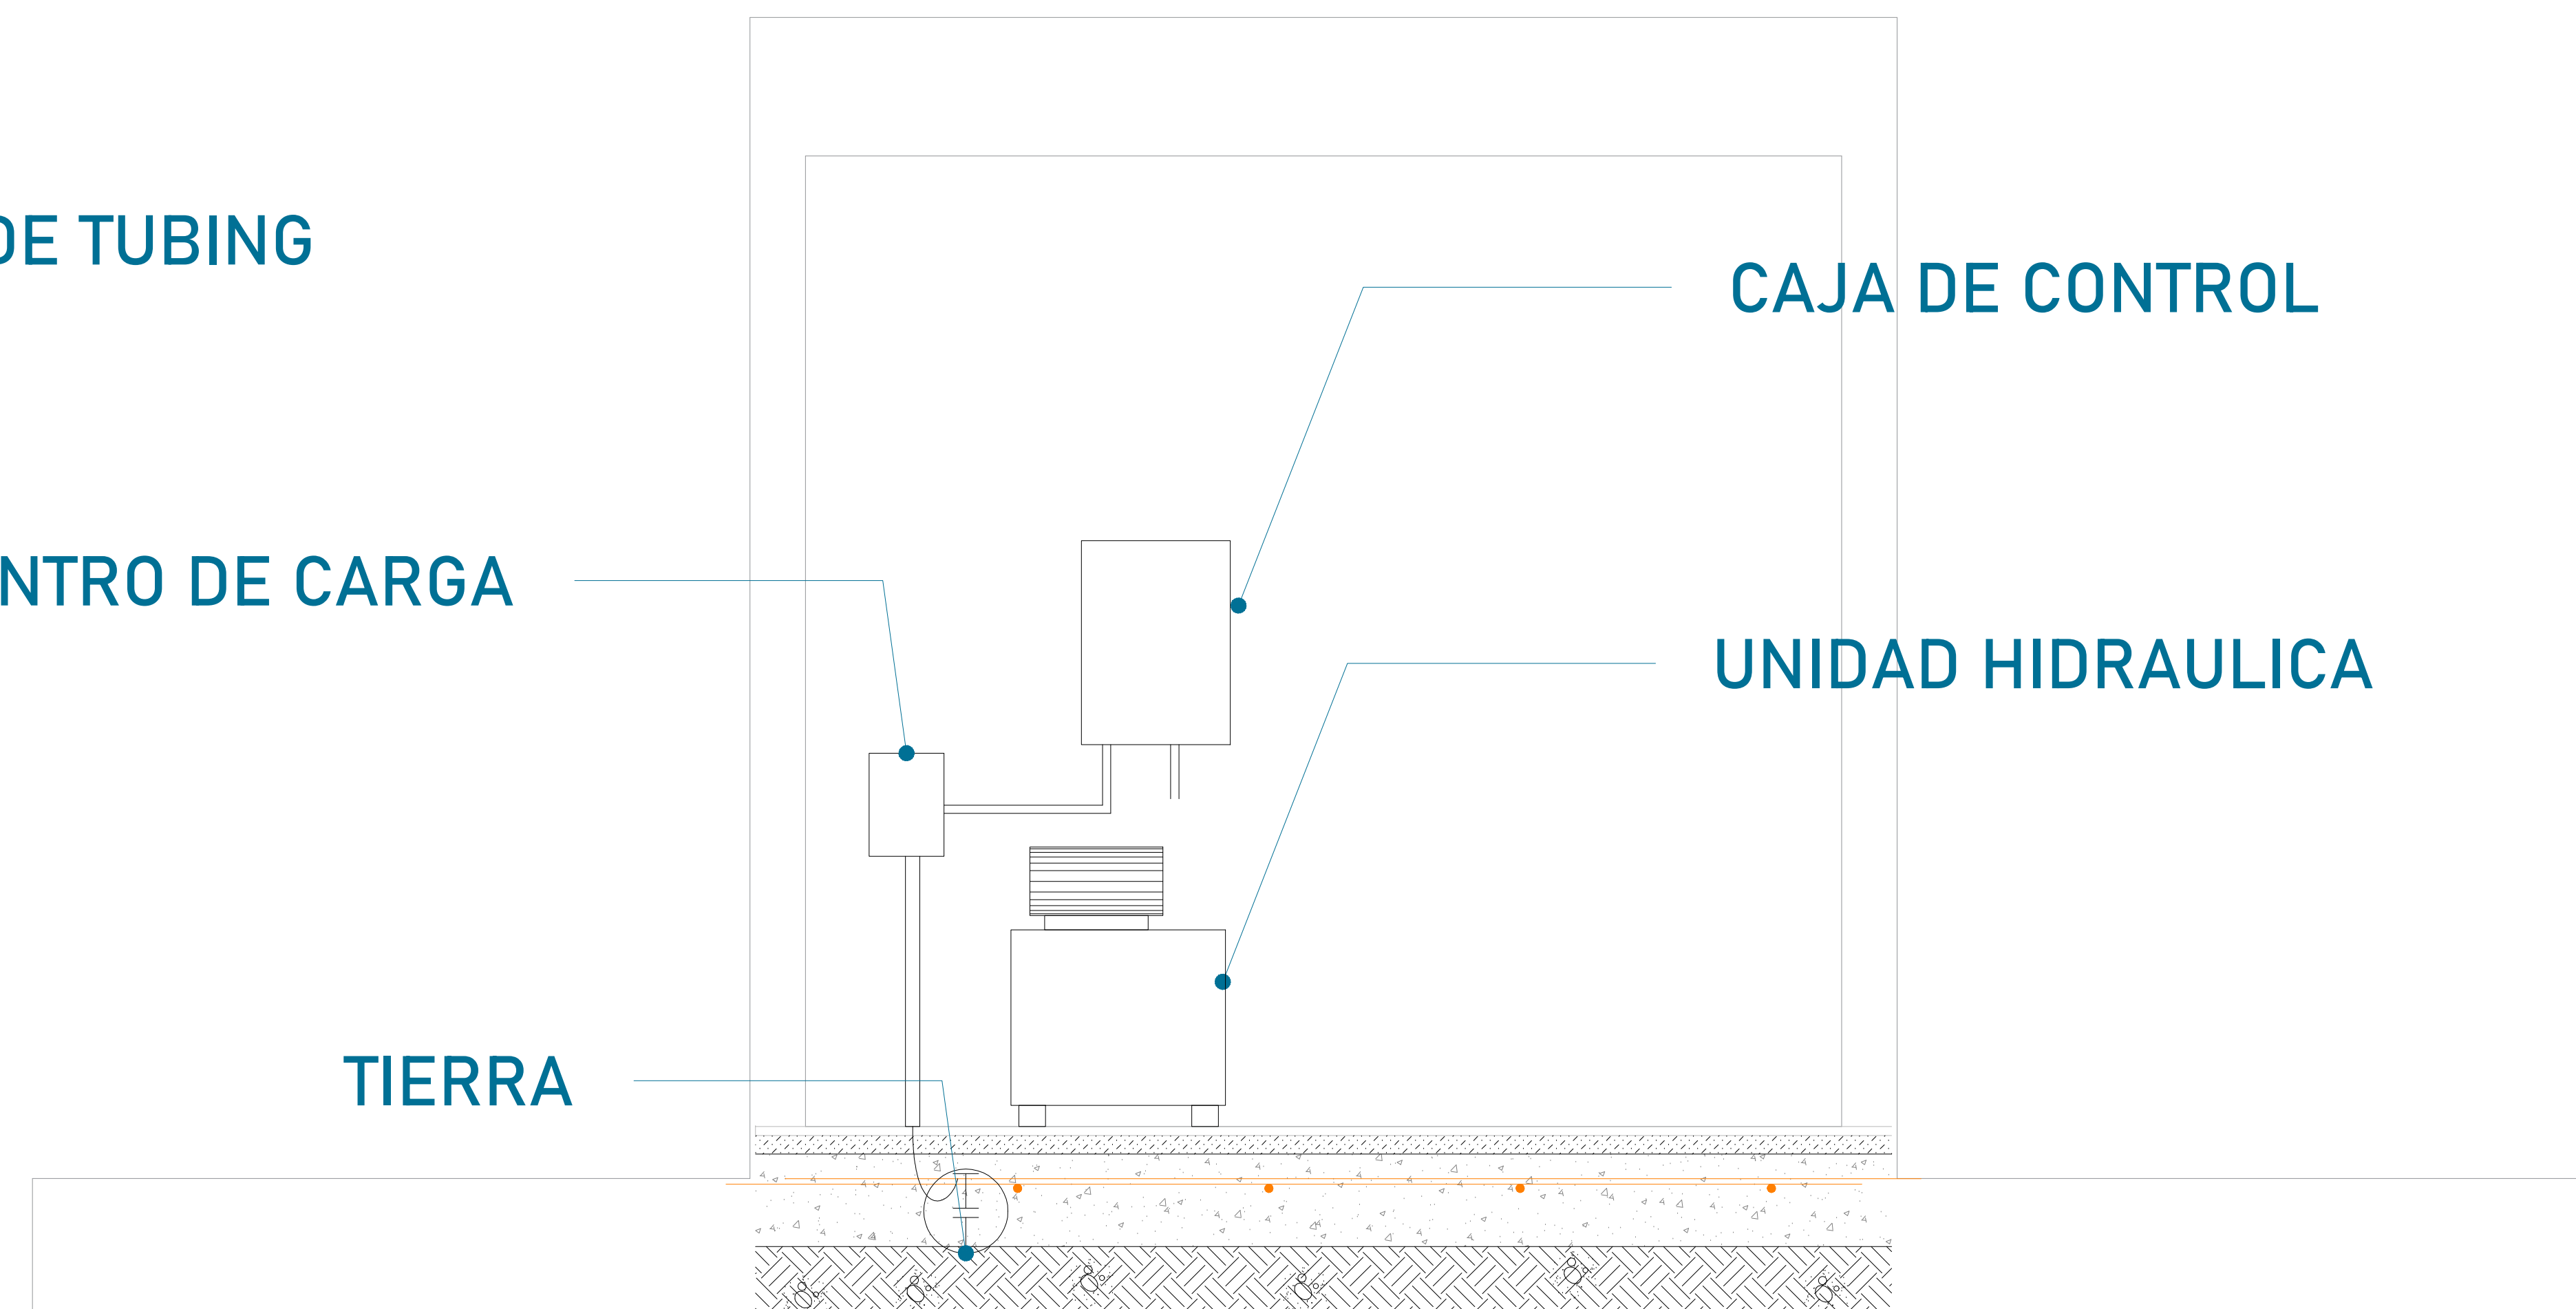 DE TUBING
CAJA DE CONTROL
NTRO DE CARGA
UNIDAD HIDRAULICA
TIERRA